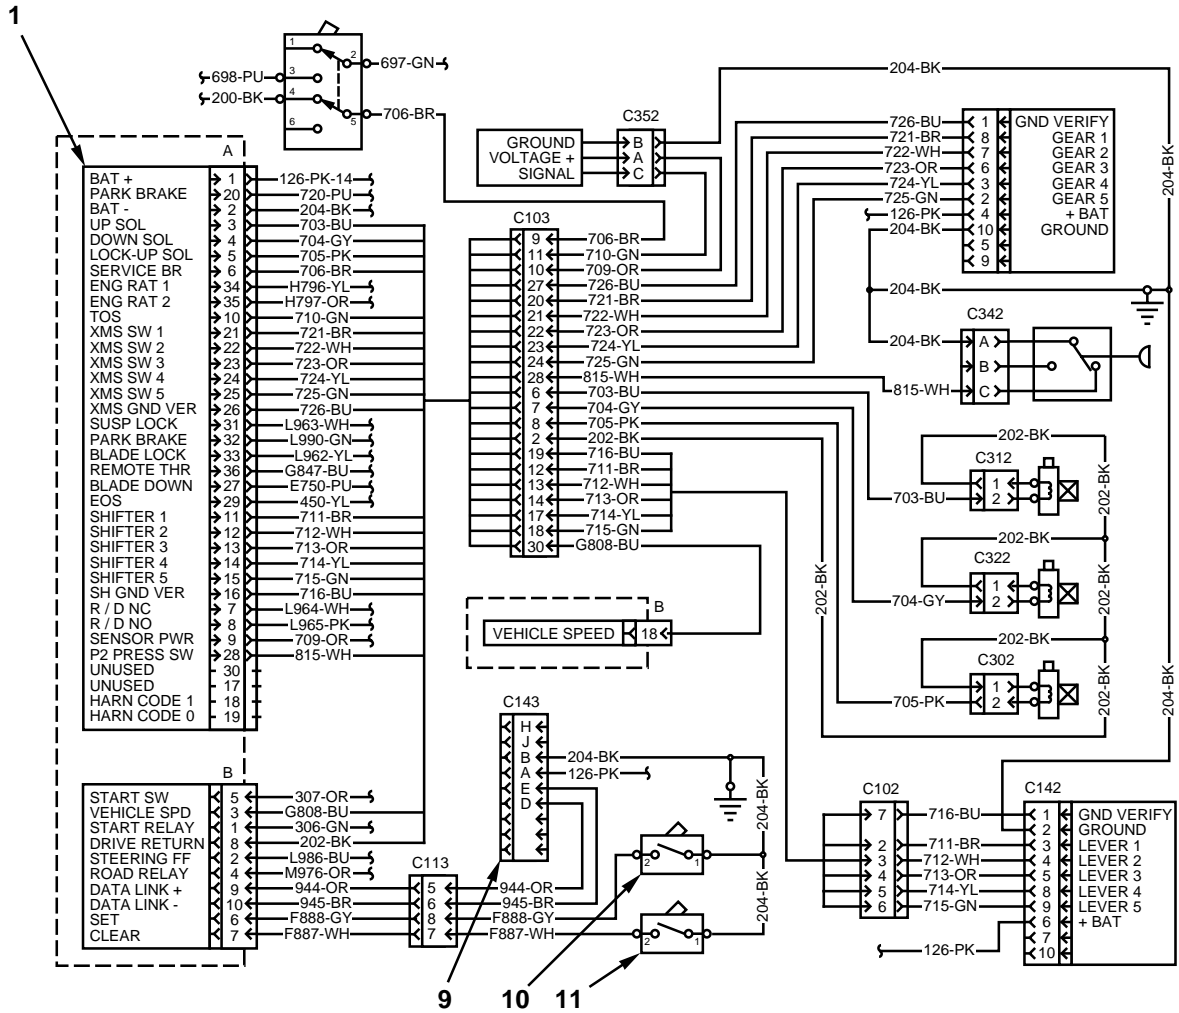 1
1 2 697-GN
698-PU 3
200-BK 4
5 706-BR
6
204-BK
C352
GROUND B
VOLTAGE + A
SIGNAL C
726-BU 1 GND VERIFY
721-BR 8 GEAR 1
722-WH 7 GEAR 2
723-OR 6 GEAR 3
724-YL 3 GEAR 4
725-GN 2 GEAR 5
126-PK 4 + BAT
204-BK 10 GROUND
5
9
204-BK
204-BK
C342
204-BK A
B
815-WH C
A
BAT + 1 126-PK-14
PARK BRAKE 20 720-PU
BAT - 2 204-BK
UP SOL 3 703-BU
DOWN SOL 4 704-GY
LOCK-UP SOL 5 705-PK
SERVICE BR 6 706-BR
ENG RAT 1 34 H796-YL
ENG RAT 2 35 H797-OR
TOS 10 710-GN
XMS SW 1 21 721-BR
XMS SW 2 22 722-WH
XMS SW 3 23 723-OR
XMS SW 4 24 724-YL
XMS SW 5 25 725-GN
XMS GND VER 26 726-BU
SUSP LOCK 31 L963-WH
PARK BRAKE 32 L990-GN
BLADE LOCK 33 L962-YL
REMOTE THR 36 G847-BU
BLADE DOWN 27 E750-PU
EOS 29 450-YL
SHIFTER 1 11 711-BR
SHIFTER 2 12 712-WH
SHIFTER 3 13 713-OR
SHIFTER 4 14 714-YL
SHIFTER 5 15 715-GN
SH GND VER 16 716-BU
R / D NC 7 L964-WH
R / D NO 8 L965-PK
SENSOR PWR 9 709-OR
P2 PRESS SW 28 815-WH
UNUSED 30
UNUSED 17
HARN CODE 1 18
HARN CODE 0 19
C103
9 706-BR
11 710-GN
10 709-OR
27 726-BU
20 721-BR
21 722-WH
22 723-OR
23 724-YL
24 725-GN
28 815-WH
6 703-BU
7 704-GY
8 705-PK
2 202-BK
19 716-BU
12 711-BR
13 712-WH
14 713-OR
17 714-YL
18 715-GN
30 G808-BU
202-BK
C312
1
703-BU 2
202-BK
202-BK
C322
1
704-GY 2
202-BK
202-BK
C302
1
705-PK 2
202-BK
202-BK
204-BK
B
VEHICLE SPEED 18
B
START SW 5 307-OR
VEHICLE SPD 3 G808-BU
START RELAY 1 306-GN
DRIVE RETURN 8 202-BK
STEERING FF 2 L986-BU
ROAD RELAY 4 M976-OR
DATA LINK + 9 944-OR
DATA LINK - 10 945-BR
SET 6 F888-GY
CLEAR 7 F887-WH
C113
5 944-OR
6 945-BR
8 F888-GY
7 F887-WH
C143
H
J
B 204-BK
A 126-PK
E
D
204-BK
2 1
204-BK
2 1
C102
7 716-BU
2 711-BR
3 712-WH
4 713-OR
5 714-YL
6 715-GN
126-PK
C142
1 GND VERIFY
2 GROUND
3 LEVER 1
4 LEVER 2
5 LEVER 3
8 LEVER 4
9 LEVER 5
6 + BAT
7
10
9
10
11